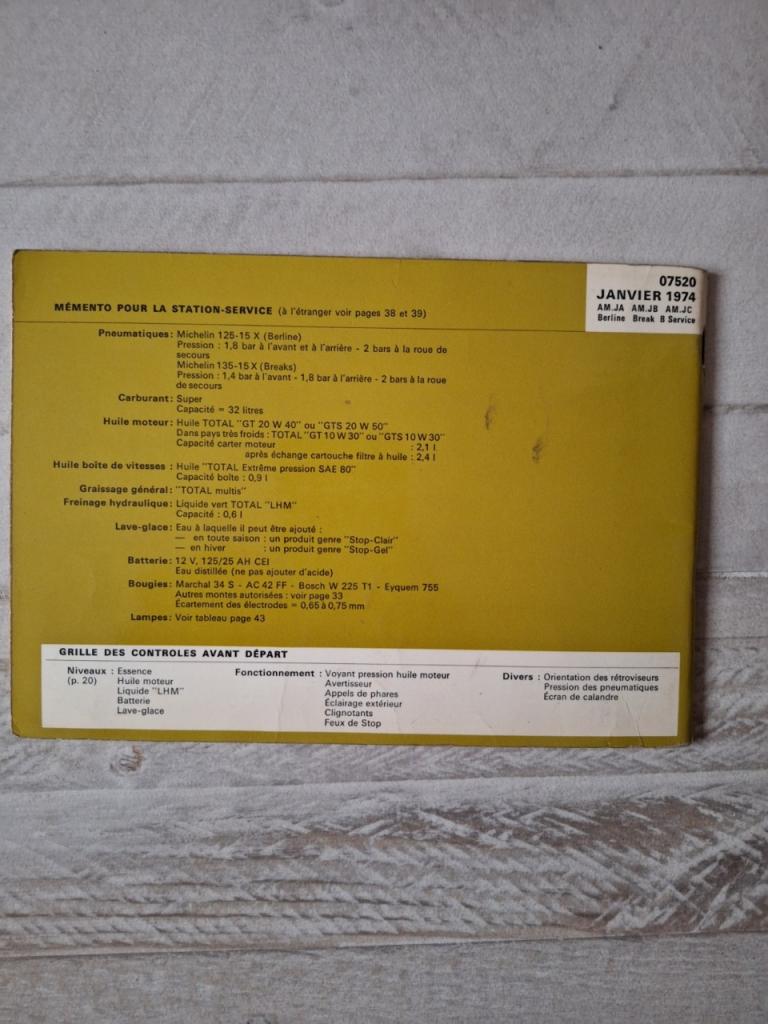 07520
JANVIER 1974
AM.JA AM.JB AM.JC
Berline Break B Service
MÉMENTO POUR LA STATION-SERVICE (à l'étranger voir pages 38 et 39)
Pneumatiques : Michelin 125-15 X (Berline)
Pression : 1,8 bar à l'avant et à l'arrière - 2 bars à la roue de
secours
Michelin 135-15 X (Breaks)
Pression : 1,4 bar à l'avant - 1,8 bar à l'arrière - 2 bars à la roue
de secours
Carburant : Super
Capacité = 32 litres
Huile moteur : Huile TOTAL "GT 20 W 40" ou "GTS 20 W 50"
Dans pays très froids : TOTAL "GT 10 W 30" ou "GTS 10 W 30"
Capacité carter moteur : 2,1 l
après échange cartouche filtre à huile : 2,4 l
Huile boîte de vitesses : Huile "TOTAL Extrême pression SAE 80"
Capacité boîte : 0,9 l
Graissage général : "TOTAL multis"
Freinage hydraulique : Liquide vert TOTAL "LHM"
Capacité : 0,6 l
Lave-glace : Eau à laquelle il peut être ajouté :
— en toute saison : un produit genre "Stop-Clair"
— en hiver : un produit genre "Stop-Gel"
Batterie : 12 V, 125/25 AH CEI
Eau distillée (ne pas ajouter d'acide)
Bougies : Marchal 34 S - AC 42 FF - Bosch W 225 T1 - Eyquem 755
Autres montes autorisées : voir page 33
Écartement des électrodes = 0,65 à 0,75 mm
Lampes : Voir tableau page 43
GRILLE DES CONTROLES AVANT DÉPART
Niveaux : Essence
(p. 20) Huile moteur
Liquide "LHM"
Batterie
Lave-glace
Fonctionnement : Voyant pression huile moteur
Avertisseur
Appels de phares
Éclairage extérieur
Clignotants
Feux de Stop
Divers : Orientation des rétroviseurs
Pression des pneumatiques
Écran de calandre